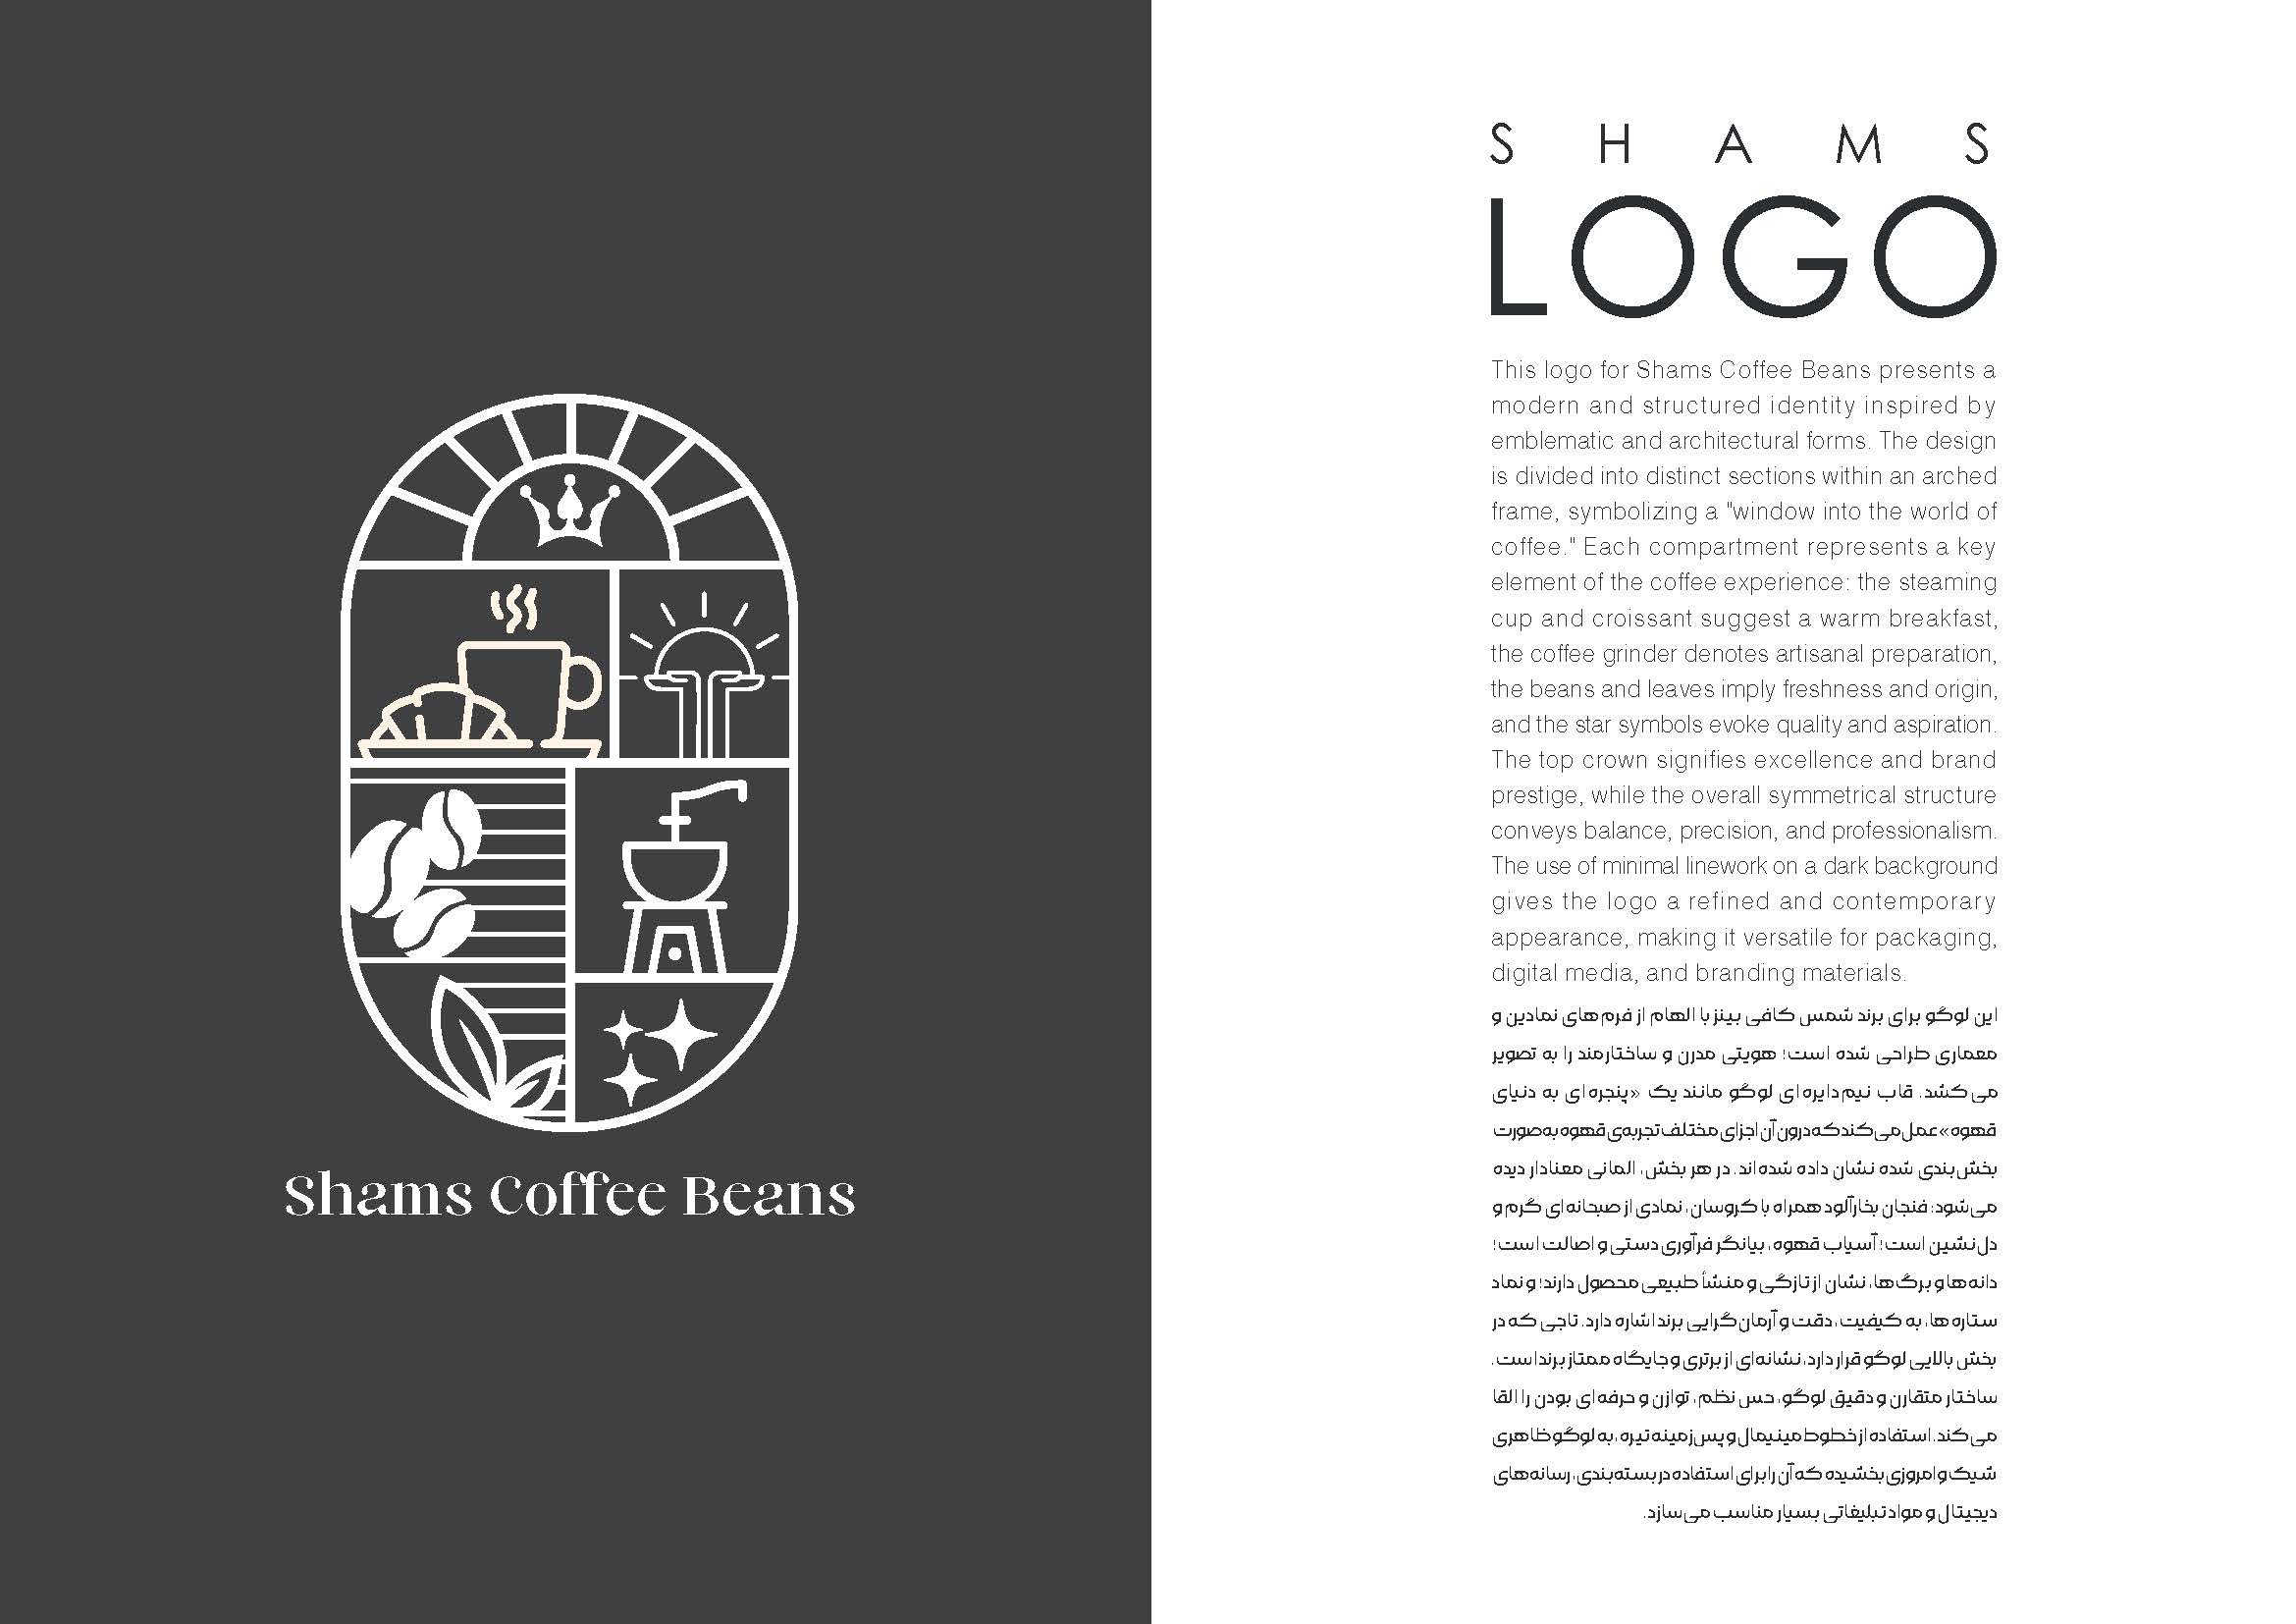 Shams Coffee Beans
SHAMS
LOGO
This logo for Shams Coffee Beans presents a
modern and structured identity inspired by
emblematic and architectural forms. The design
is divided into distinct sections within an arched
frame, symbolizing a "window into the world of
coffee." Each compartment represents a key
element of the coffee experience: the steaming
cup and croissant suggest a warm breakfast,
the coffee grinder denotes artisanal preparation,
the beans and leaves imply freshness and origin,
and the star symbols evoke quality and aspiration.
The top crown signifies excellence and brand
prestige, while the overall symmetrical structure
conveys balance, precision, and professionalism.
The use of minimal linework on a dark background
gives the logo a refined and contemporary
appearance, making it versatile for packaging,
digital media, and branding materials.
این لوگو برای برند شمس کافی بینز با الهام از فرم‌های نمادین و
معماری طراحی شده است؛ هویتی مدرن و ساختارمند را به تصویر
می‌کشد. قاب نیم‌دایره‌ای لوگو مانند یک «پنجره‌ای به دنیای
قهوه» عمل می‌کند که درون آن اجزای مختلف تجربه‌ی قهوه به‌صورت
بخش‌بندی شده نشان داده شده‌اند. در هر بخش، المانی معنادار دیده
می‌شود: فنجان بخارآلود همراه با کروسان، نمادی از صبحانه‌ای گرم و
دل‌نشین است؛ آسیاب قهوه، بیانگر فرآوری دستی و اصالت است؛
دانه‌ها و برگ‌ها، نشان از تازگی و منشأ طبیعی محصول دارند؛ و نماد
ستاره‌ها، به کیفیت، دقت و آرمان‌گرایی برند اشاره دارد. تاجی که در
بخش بالایی لوگو قرار دارد، نشانه‌ای از برتری و جایگاه ممتاز برند است.
ساختار متقارن و دقیق لوگو، حس نظم، توازن و حرفه‌ای بودن را القا
می‌کند. استفاده از خطوط مینیمال و پس‌زمینه تیره، به لوگو ظاهری
شیک و امروزی بخشیده که آن را برای استفاده در بسته‌بندی، رسانه‌های
دیجیتال و مواد تبلیغاتی بسیار مناسب می‌سازد.